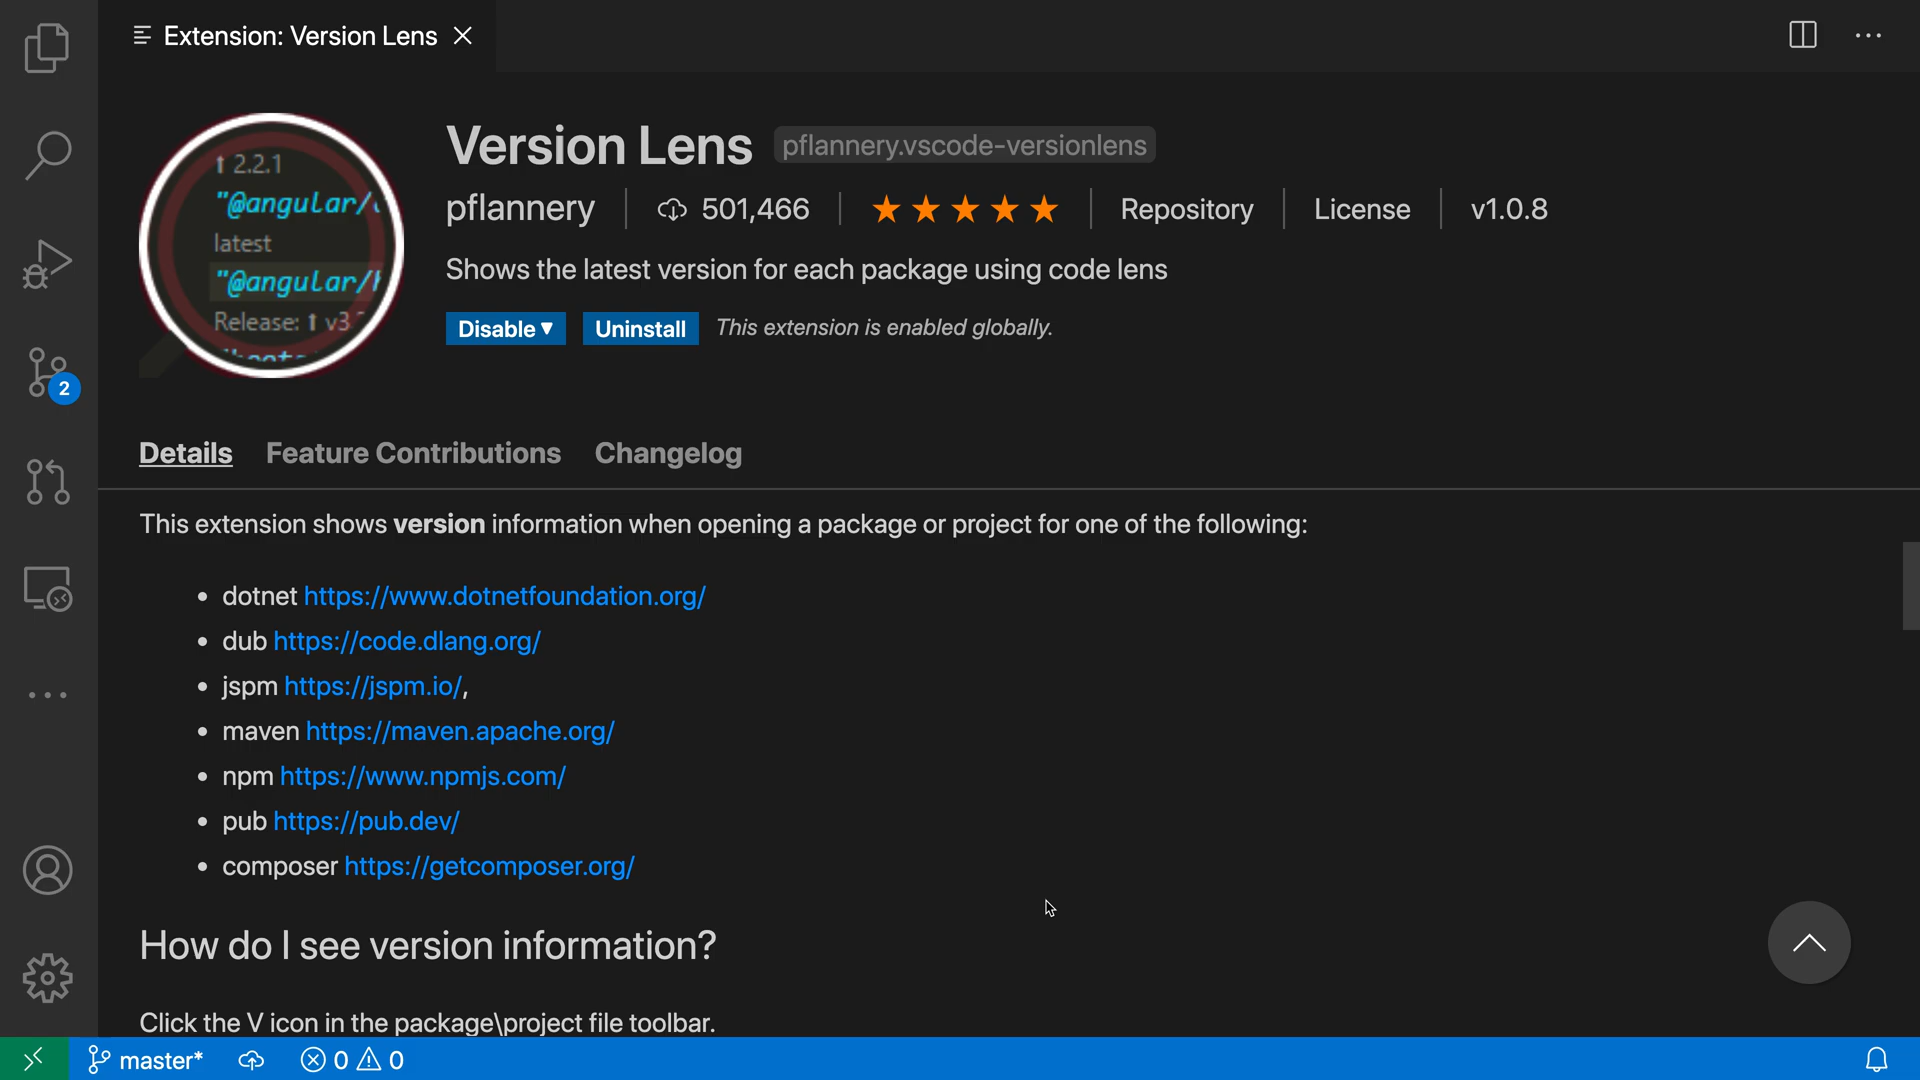 Extension: Version Lens
2.2.1
"@angular/
latest
"@angular/
Release: v3
Version Lens pflannery.vscode-versionlens
pflannery 501,466 Repository License v1.0.8
Shows the latest version for each package using code lens
Disable Uninstall This extension is enabled globally.
2
Details Feature Contributions Changelog
This extension shows version information when opening a package or project for one of the following:
dotnet https://www.dotnetfoundation.org/
dub https://code.dlang.org/
jspm https://jspm.io/,
maven https://maven.apache.org/
npm https://www.npmjs.com/
pub https://pub.dev/
composer https://getcomposer.org/
How do I see version information?
Click the V icon in the package\project file toolbar.
master* 0 0